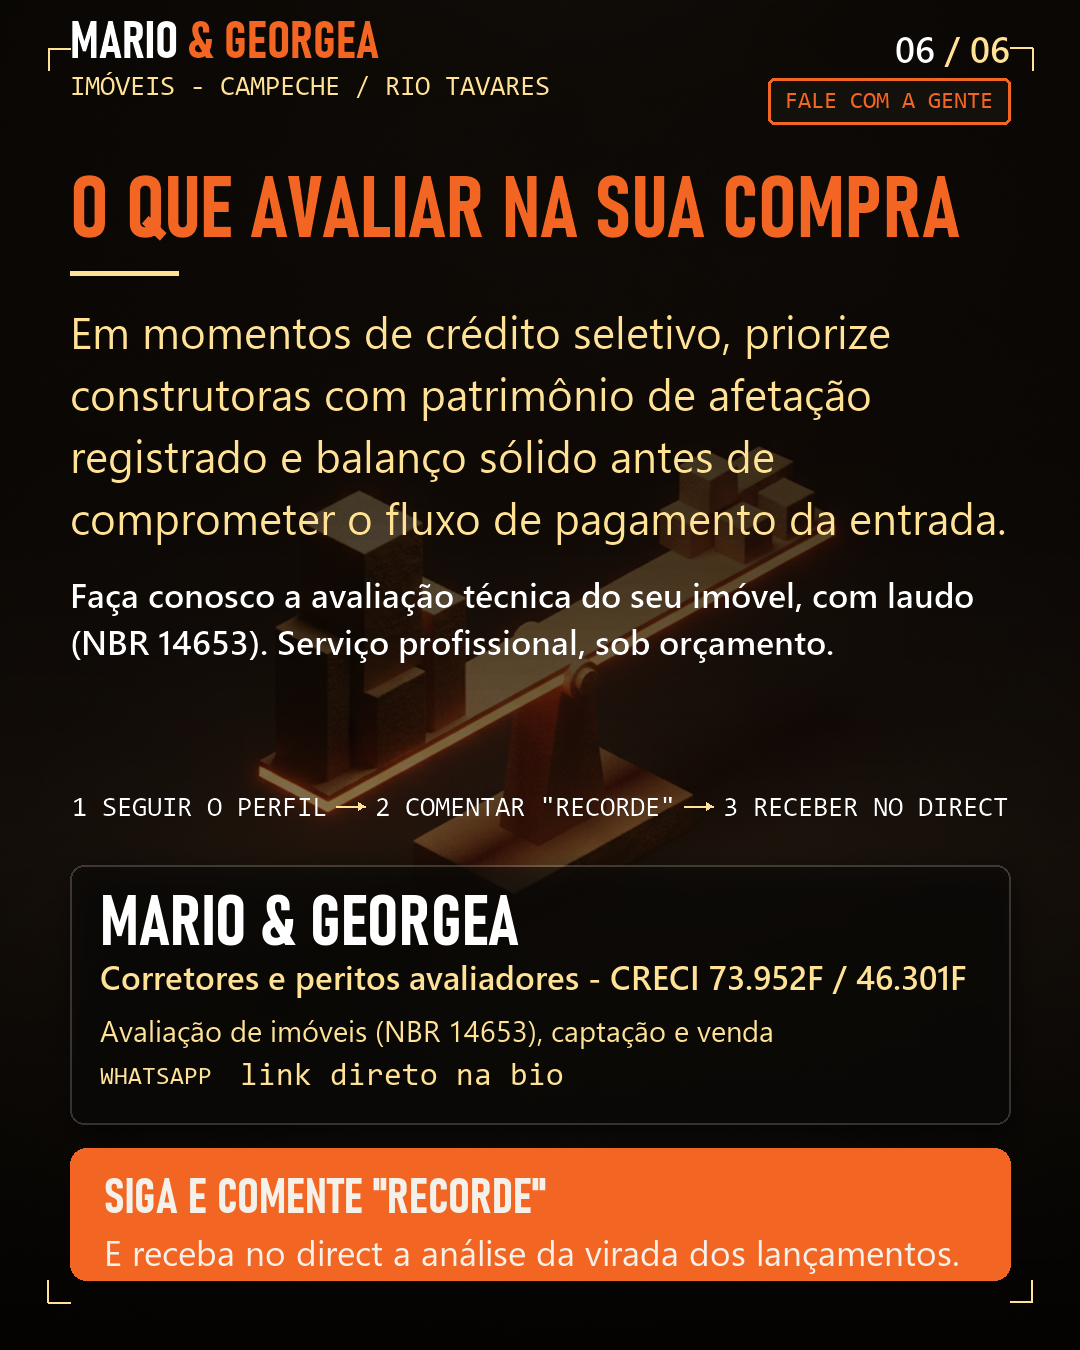 MARIO & GEORGEA
IMÓVEIS - CAMPECHE / RIO TAVARES
06 / 06
FALE COM A GENTE
O QUE AVALIAR NA SUA COMPRA
Em momentos de crédito seletivo, priorize
construtoras com patrimônio de afetação
registrado e balanço sólido antes de
comprometer o fluxo de pagamento da entrada.
Faça conosco a avaliação técnica do seu imóvel, com laudo
(NBR 14653). Serviço profissional, sob orçamento.
1 SEGUIR O PERFIL → 2 COMENTAR "RECORDE" → 3 RECEBER NO DIRECT
MARIO & GEORGEA
Corretores e peritos avaliadores - CRECI 73.952F / 46.301F
Avaliação de imóveis (NBR 14653), captação e venda
WHATSAPP link direto na bio
SIGA E COMENTE "RECORDE"
E receba no direct a análise da virada dos lançamentos.